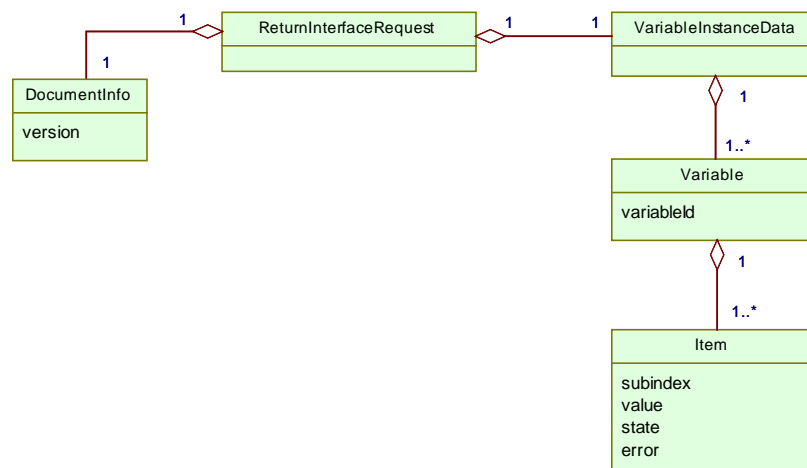 1
ReturnInterfaceRequest
1
1
VariableInstanceData
1
DocumentInfo
version
1
1..*
Variable
variableId
1
1..*
Item
subindex
value
state
error